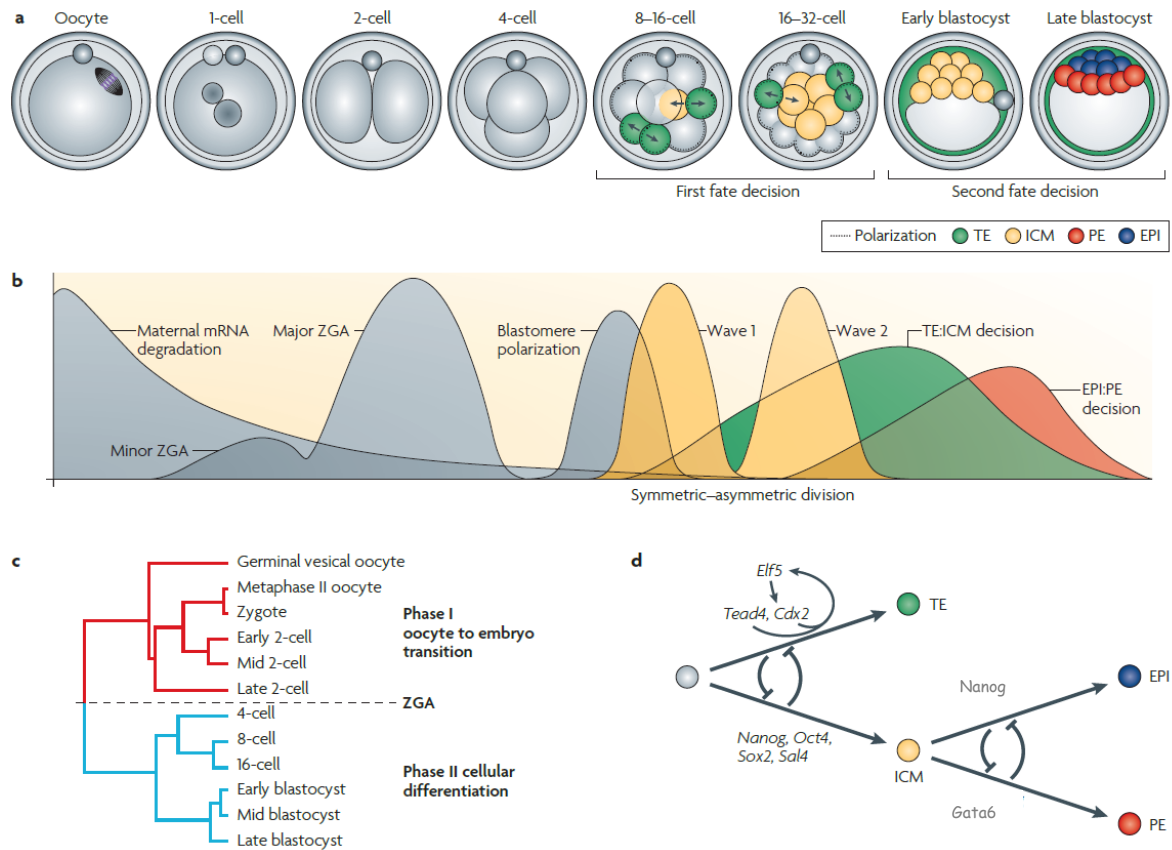 a
Oocyte
1-cell
2-cell
4-cell
8–16-cell
16–32-cell
Early blastocyst
Late blastocyst
First fate decision
Second fate decision
Polarization
TE
ICM
PE
EPI
b
Maternal mRNA
degradation
Major ZGA
Blastomere
polarization
Wave 1
Wave 2
TE:ICM decision
EPI:PE
decision
Minor ZGA
Symmetric–asymmetric division
c
Germinal vesical oocyte
Metaphase II oocyte
Zygote
Early 2-cell
Mid 2-cell
Late 2-cell
4-cell
8-cell
16-cell
Early blastocyst
Mid blastocyst
Late blastocyst
Phase I
oocyte to embryo
transition
ZGA
Phase II cellular
differentiation
d
Elf5
Tead4, Cdx2
TE
Nanog, Oct4,
Sox2, Sal4
ICM
Nanog
EPI
Gata6
PE